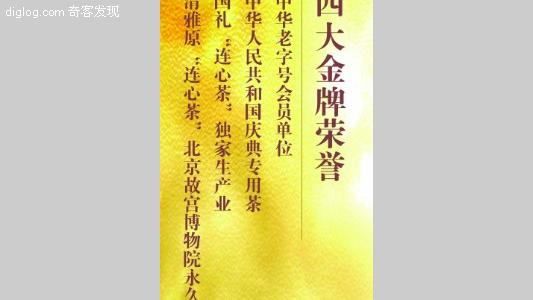 diglog.com 奇客发现
四大金牌荣誉
中华老字号会员单位
中华人民共和国庆典专用茶
国礼“连心茶”独家生产业
清雅原“连心茶”北京故宫博物院永久